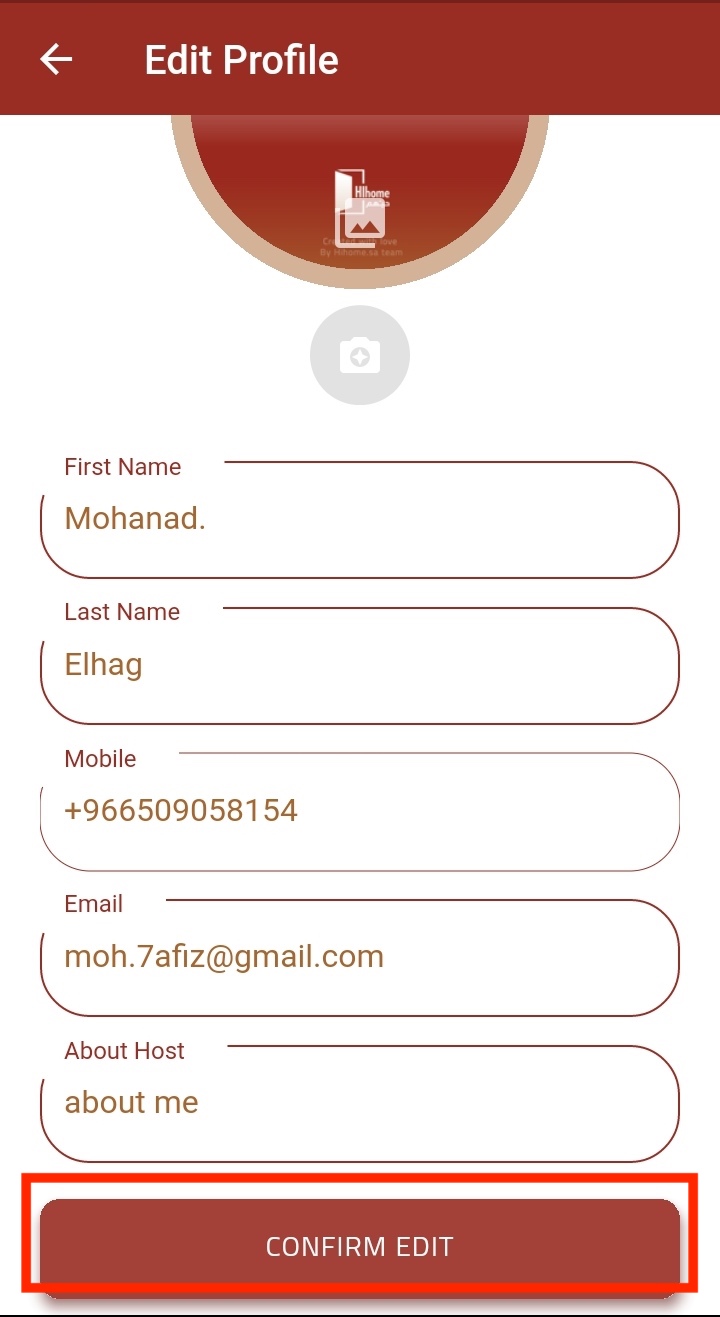 Edit Profile
HIhome
Created with love
By Hihome.sa team
First Name
Mohanad.
Last Name
Elhag
Mobile
+966509058154
Email
moh.7afiz@gmail.com
About Host
about me
CONFIRM EDIT